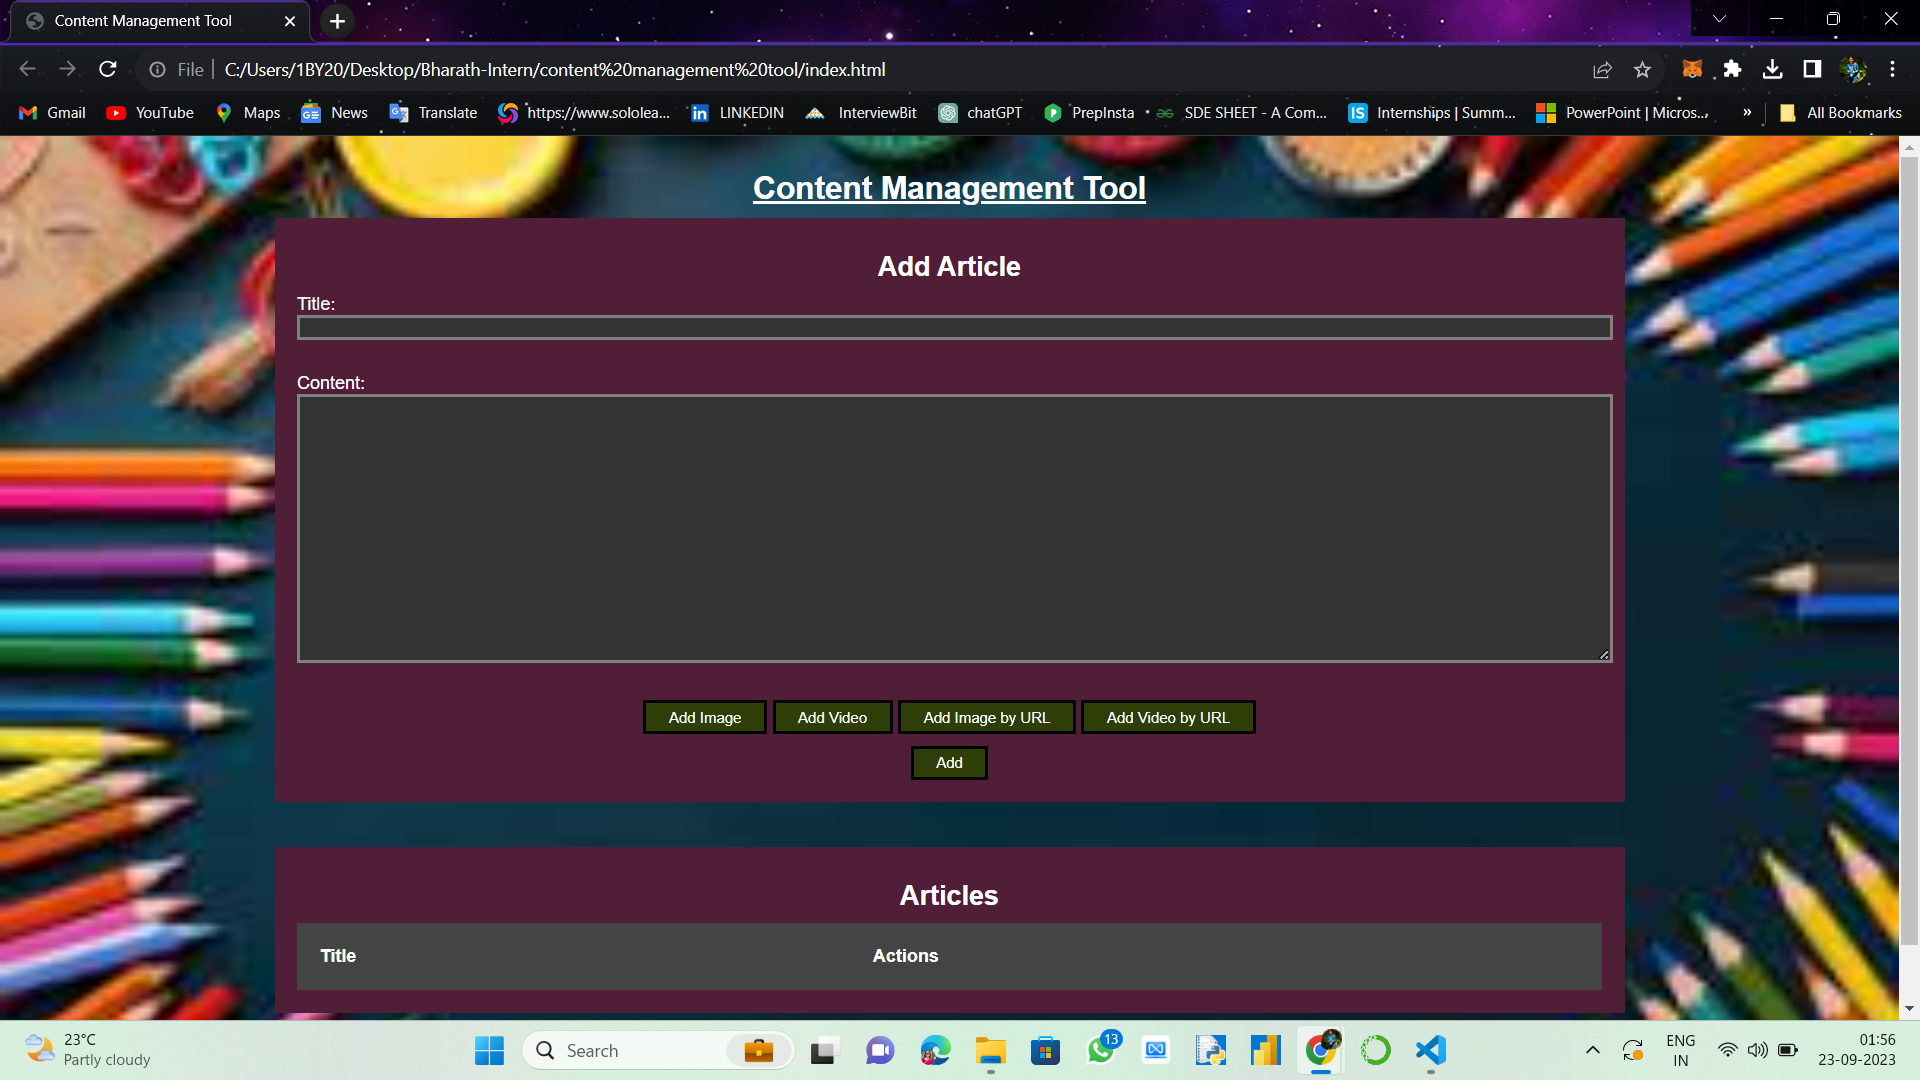 Content Management Tool
File
C:/Users/1BY20/Desktop/Bharath-Intern/content%20management%20tool/index.html
Gmail YouTube Maps News Translate https://www.sololea... LINKEDIN InterviewBit chatGPT PrepInsta SDE SHEET - A Com... Internships | Summ... PowerPoint | Micros... » All Bookmarks
Content Management Tool
Add Article
Title:
Content:
Add Image Add Video Add Image by URL Add Video by URL
Add
Articles
Title Actions
23°C
Partly cloudy
Search
13
ENG
IN
01:56
23-09-2023